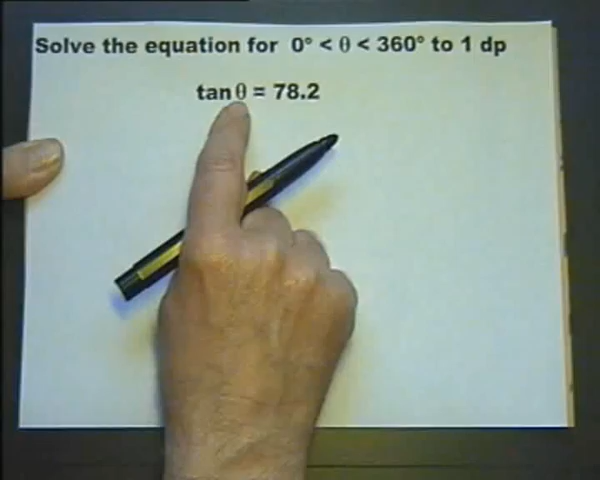 Solve the equation for 0° < θ < 360° to 1 dp
tan θ = 78.2